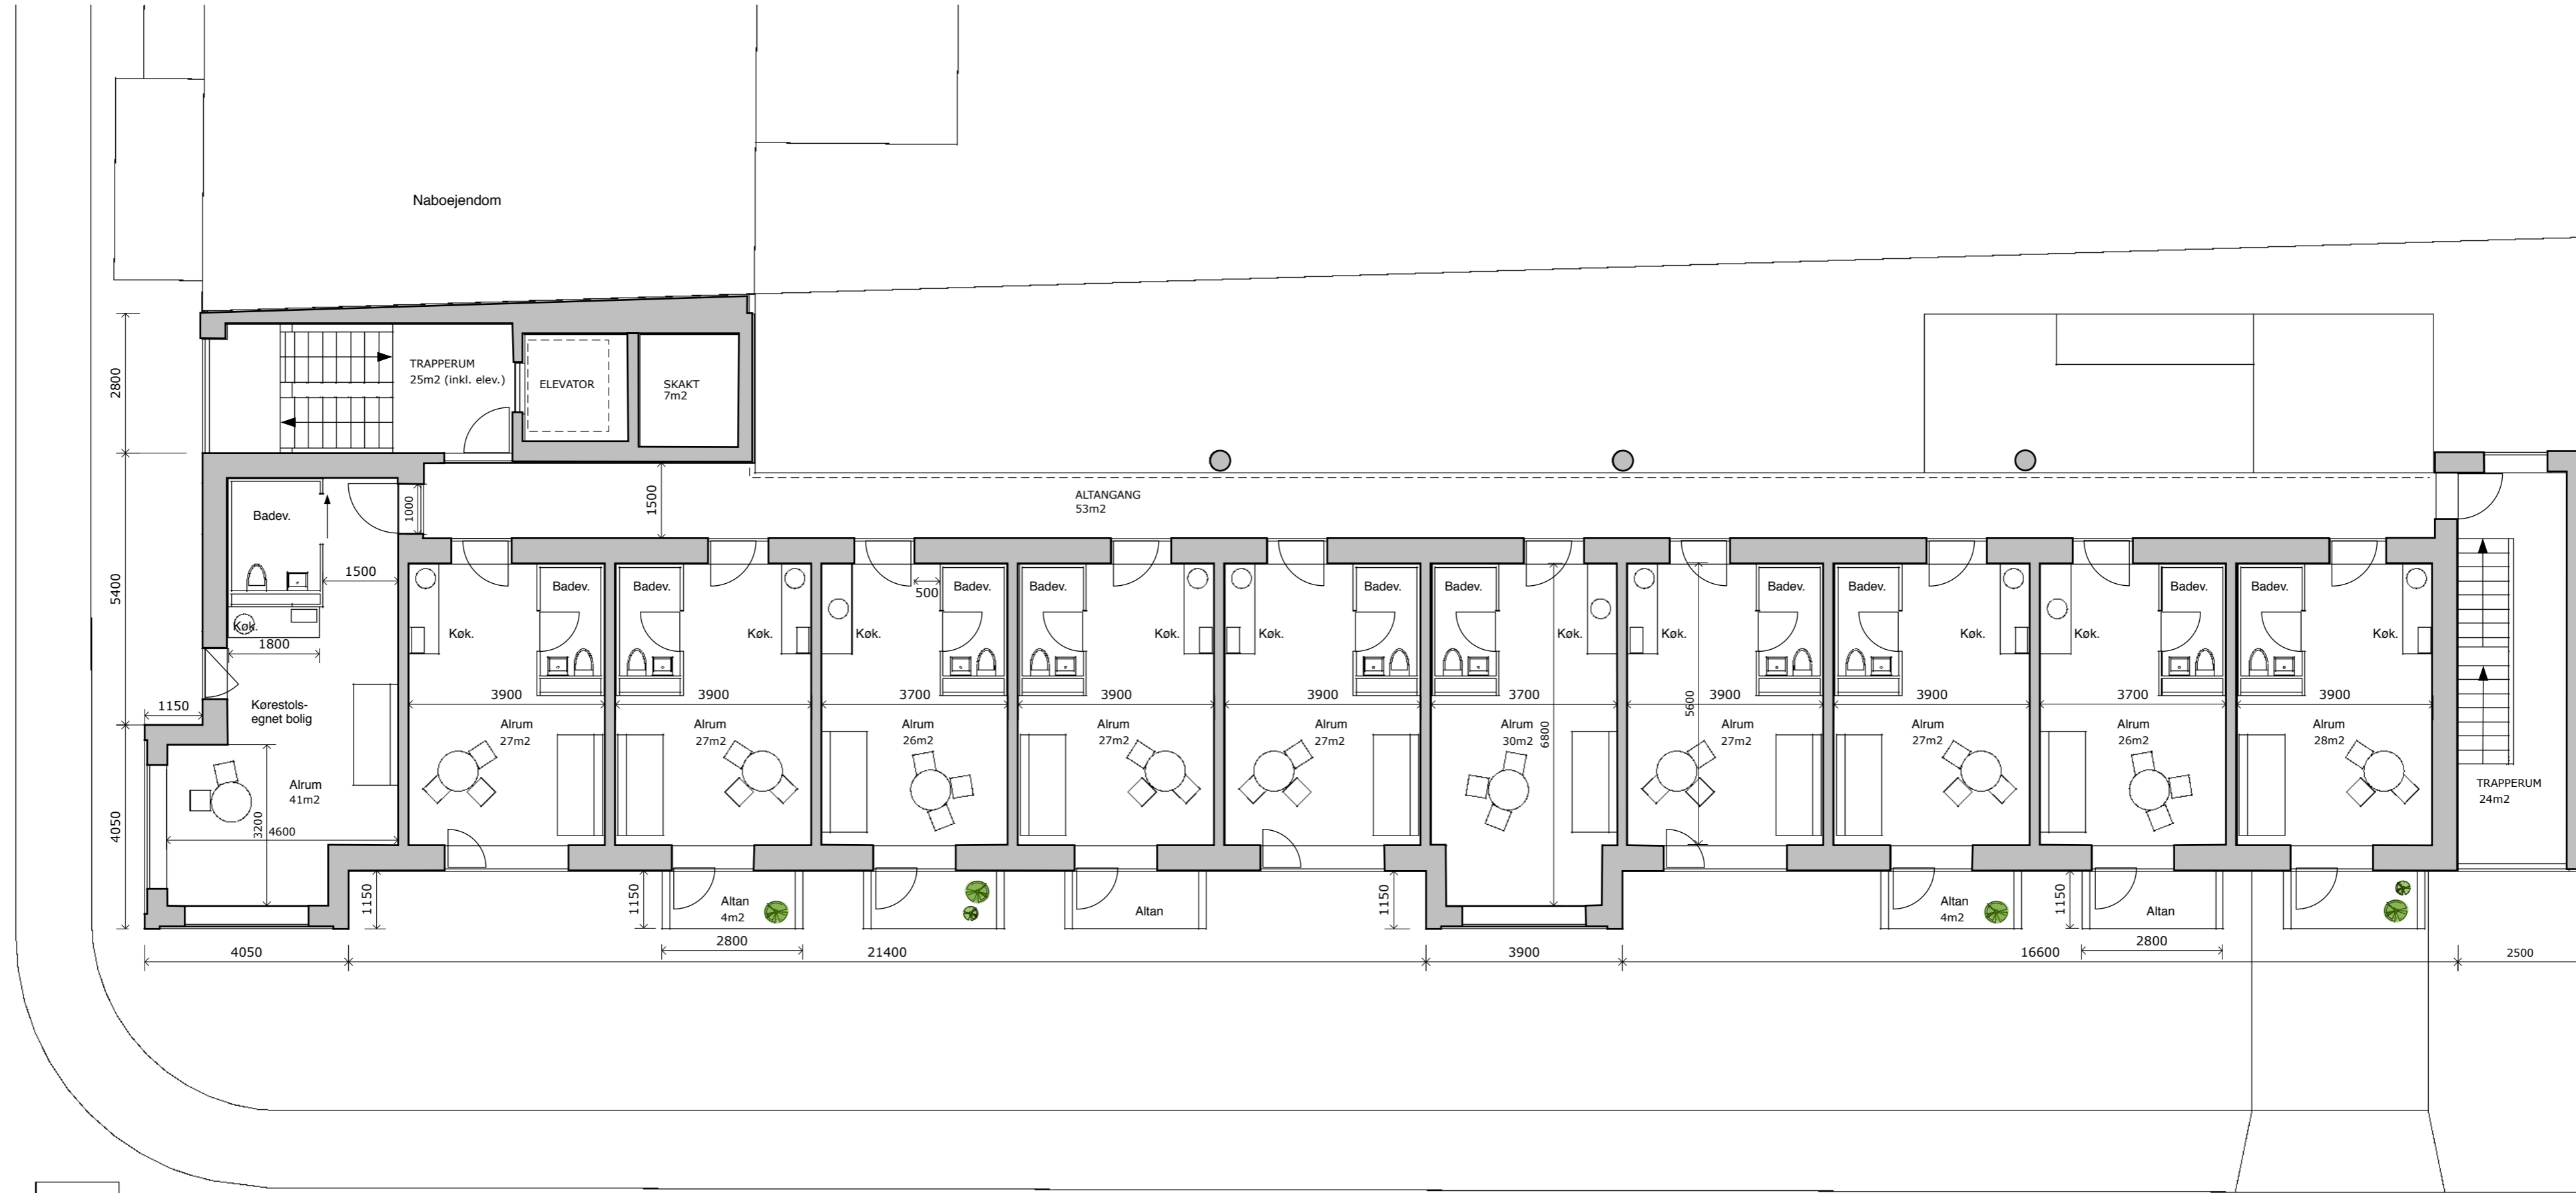 Naboejendom
TRAPPERUM
25m2 (inkl. elev.)
ELEVATOR
SKAKT
7m2
2800
ALTANGANG
53m2
1500
1000
5400
Badev.
1500
Køk.
1800
Kørestols-
egnet bolig
1150
Alrum
41m2
3200
4600
4050
1150
4050
Badev.
Køk.
3900
Alrum
27m2
Badev.
Køk.
3900
Alrum
27m2
500
Badev.
Køk.
3700
Alrum
26m2
Badev.
Køk.
3900
Alrum
27m2
Badev.
Køk.
3900
Alrum
27m2
Badev.
Køk.
3700
Alrum
30m2
6800
Badev.
Køk.
5600
3900
Alrum
27m2
Badev.
Køk.
3900
Alrum
27m2
Badev.
Køk.
3700
Alrum
26m2
Badev.
Køk.
3900
Alrum
28m2
TRAPPERUM
24m2
1150
Altan
4m2
2800
Altan
1150
Altan
4m2
1150
Altan
2800
21400
3900
16600
2500